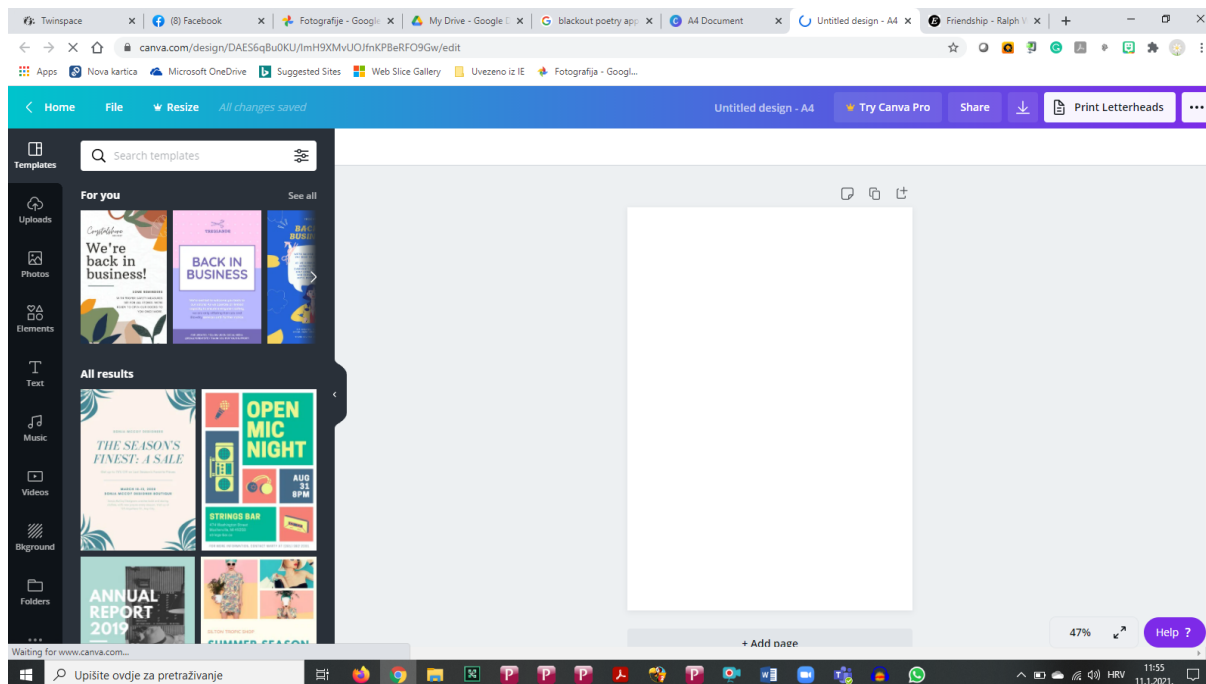 Twinspace
(8) Facebook
Fotografije - Google
My Drive - Google D
blackout poetry app
A4 Document
Untitled design - A4
Friendship - Ralph W
canva.com/design/DAES6qBu0KU/ImH9XMvUOJfnKPBeRFO9Gw/edit
Apps
Nova kartica
Microsoft OneDrive
Suggested Sites
Web Slice Gallery
Uvezeno iz IE
Fotografija - Googl...
Home
File
Resize
All changes saved
Untitled design - A4
Try Canva Pro
Share
Print Letterheads
Templates
Uploads
Photos
Elements
Text
Music
Videos
Bkground
Folders
Search templates
For you
See all
We're
back in
business!
BACK IN
BUSINESS
All results
THE SEASON'S
FINEST: A SALE
OPEN
MIC
NIGHT
AUG
31
8PM
STRINGS BAR
ANNUAL
REPORT
2019
SUMMER SEASON
+ Add page
47%
Help ?
Waiting for www.canva.com...
Upišite ovdje za pretraživanje
HRV
11:55
11.1.2021.